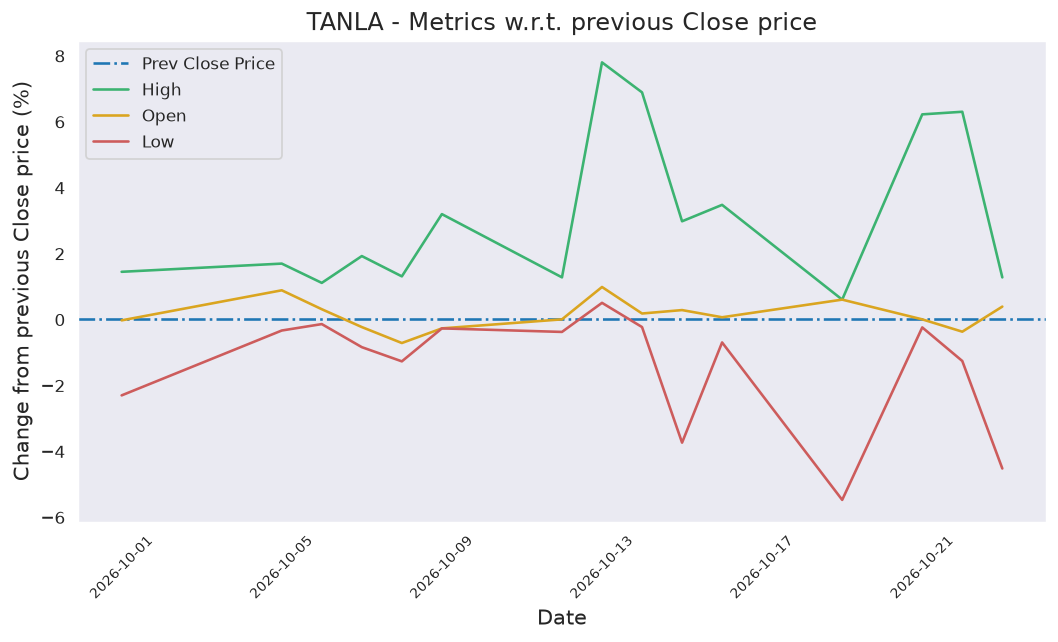 TANLA - Metrics w.r.t. previous Close price
Prev Close Price
High
Open
Low
Change from previous Close price (%)
8
6
4
2
0
−2
−4
−6
2026-10-01
2026-10-05
2026-10-09
2026-10-13
2026-10-17
2026-10-21
Date